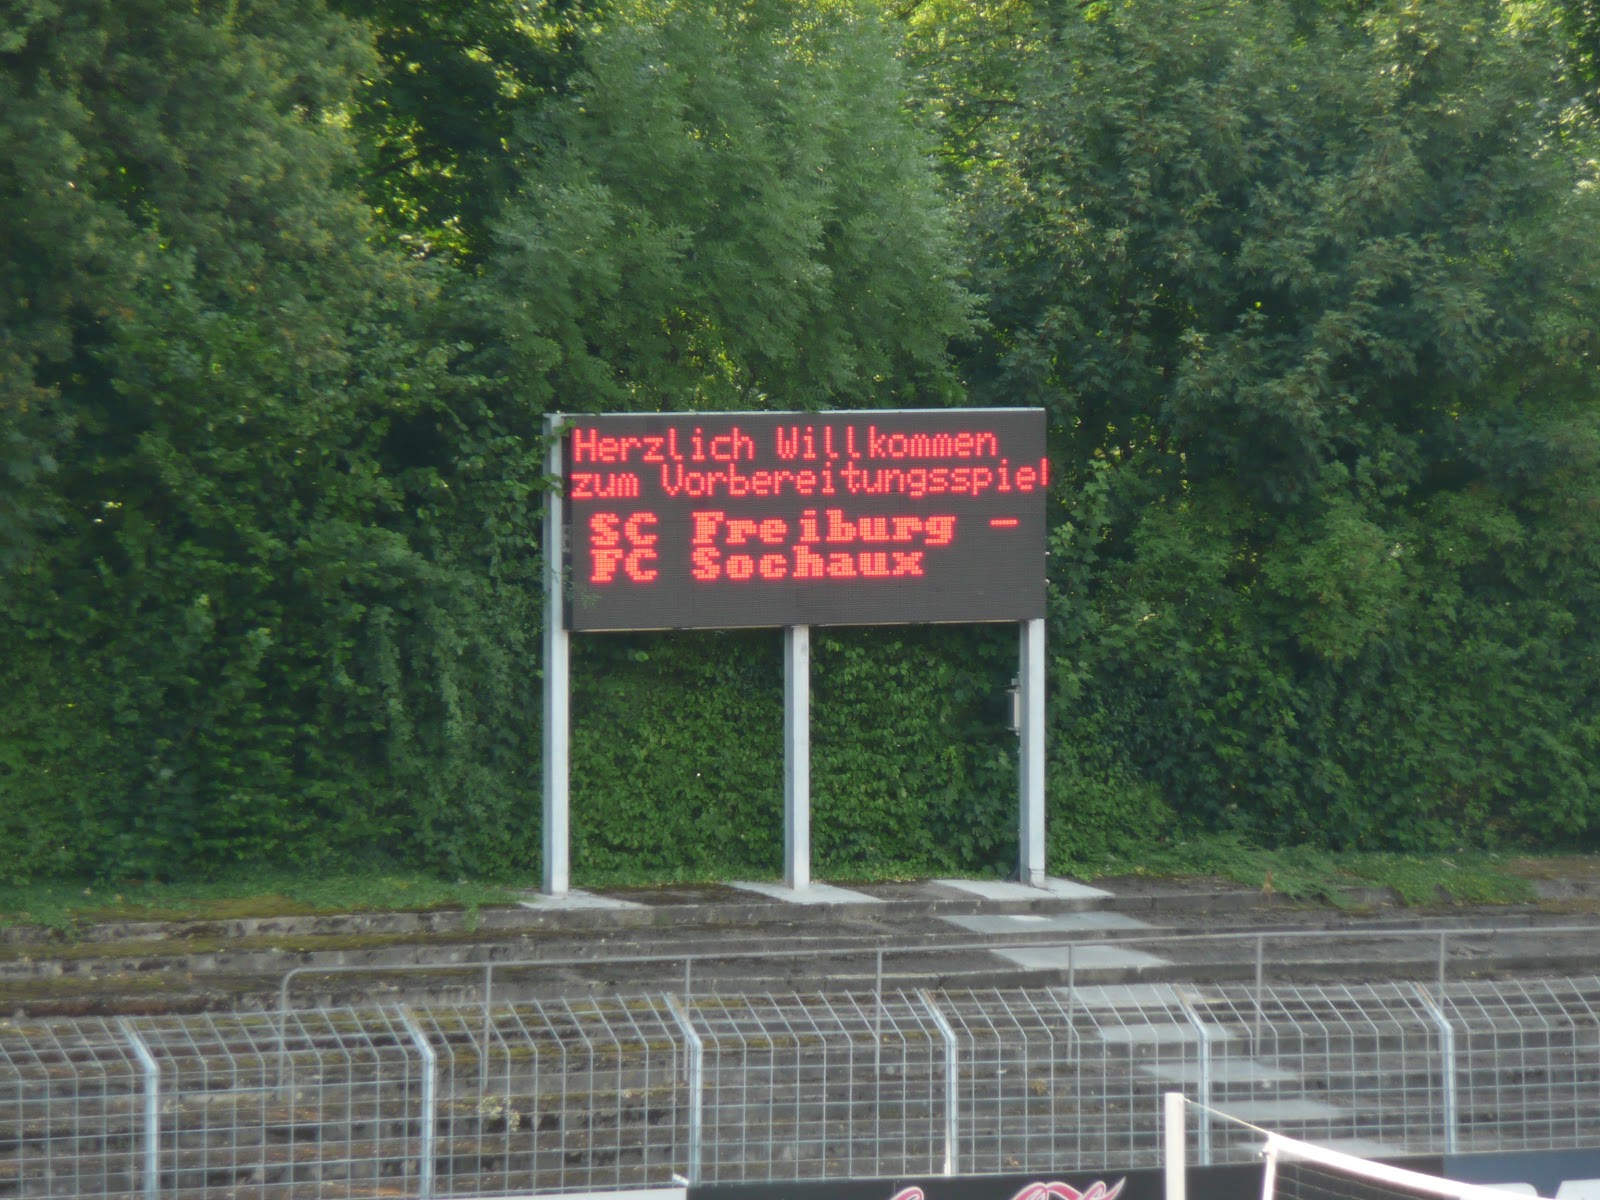 Herzlich Willkommen
zum Vorbereitungsspiel
SC Freiburg -
FC Sochaux